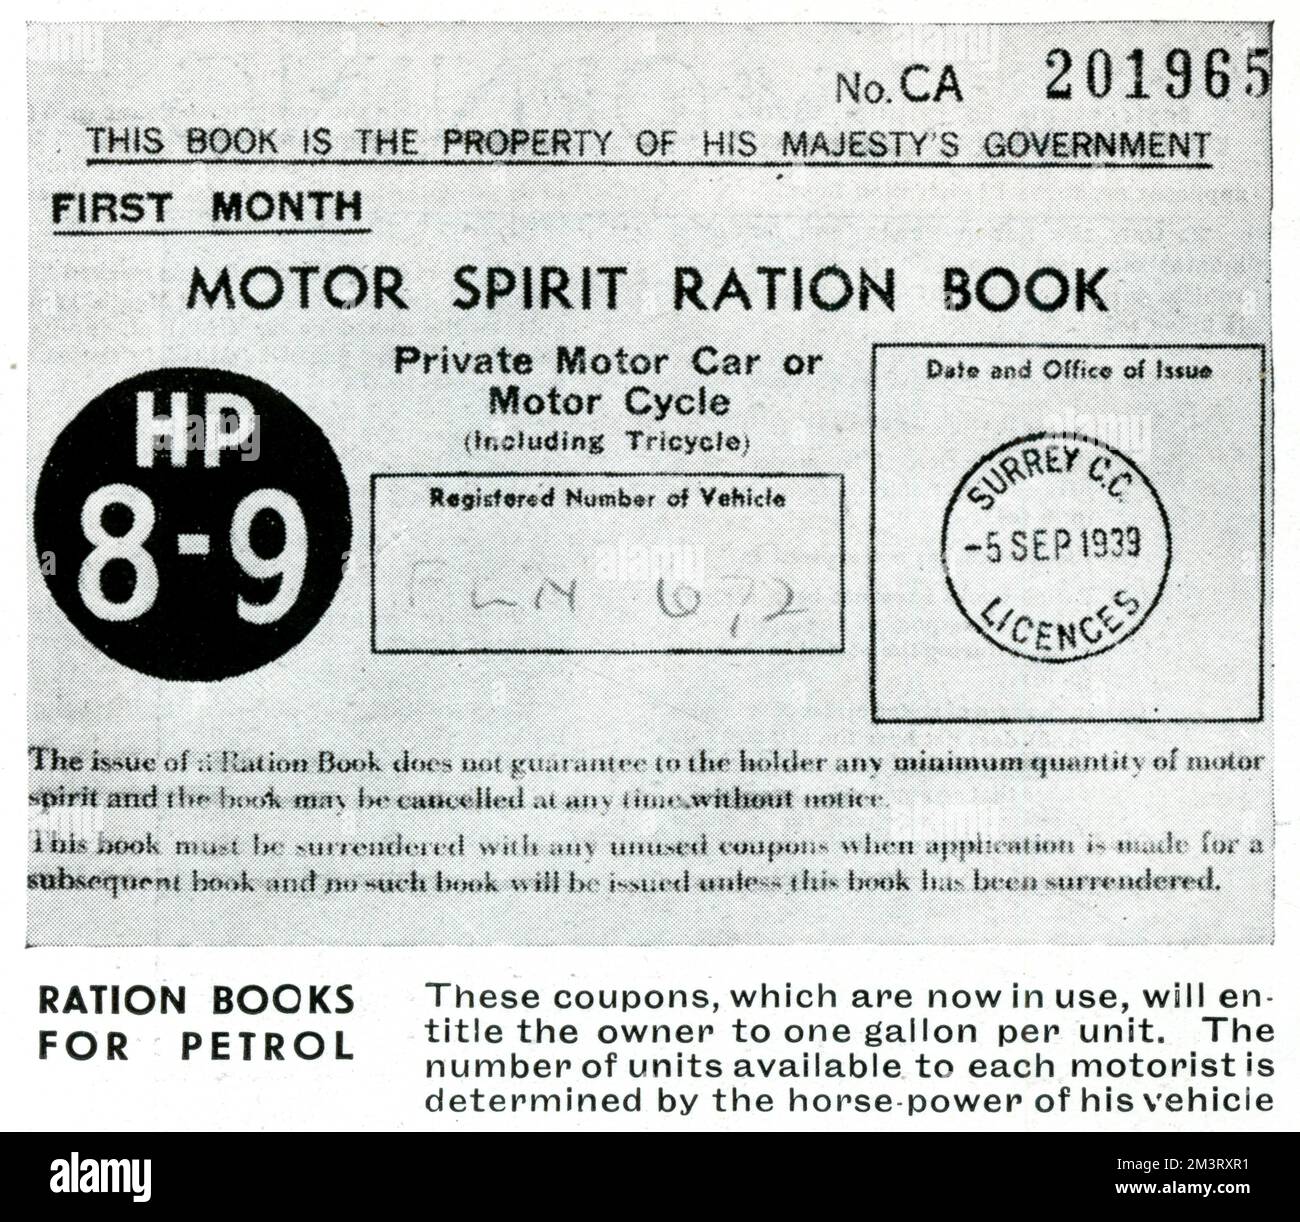 No. CA 201965
THIS BOOK IS THE PROPERTY OF HIS MAJESTY'S GOVERNMENT
FIRST MONTH
MOTOR SPIRIT RATION BOOK
HP
8-9
Private Motor Car or
Motor Cycle
(Including Tricycle)
Registered Number of Vehicle
FLN 672
Date and Office of Issue
SURREY C.C.
-5 SEP 1939
LICENCES
The issue of a Ration Book does not guarantee to the holder any minimum quantity of motor
spirit and the book may be cancelled at any time without notice.
This book must be surrendered with any unused coupons when application is made for a
subsequent book and no such book will be issued unless this book has been surrendered.
RATION BOOKS
FOR PETROL
These coupons, which are now in use, will en-
title the owner to one gallon per unit. The
number of units available to each motorist is
determined by the horse-power of his vehicle
alamy
Image ID: 2M3RXR1
www.alamy.com